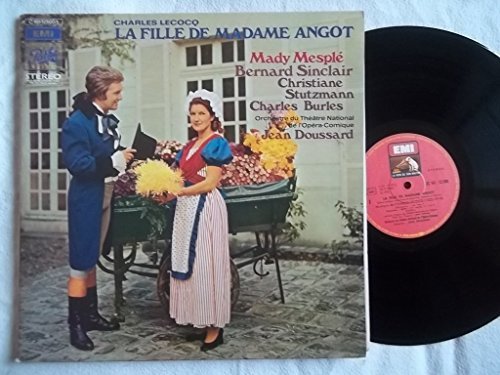 CHARLES LECOCQ
LA FILLE DE MADAME ANGOT
EMI
STEREO
Mady Mesplé
Bernard Sinclair
Christiane
Stutzmann
Charles Burles
Orchestre du Théâtre National
de l'Opéra-Comique
Jean Doussard
EMI
LA FILLE DE MADAME ANGOT